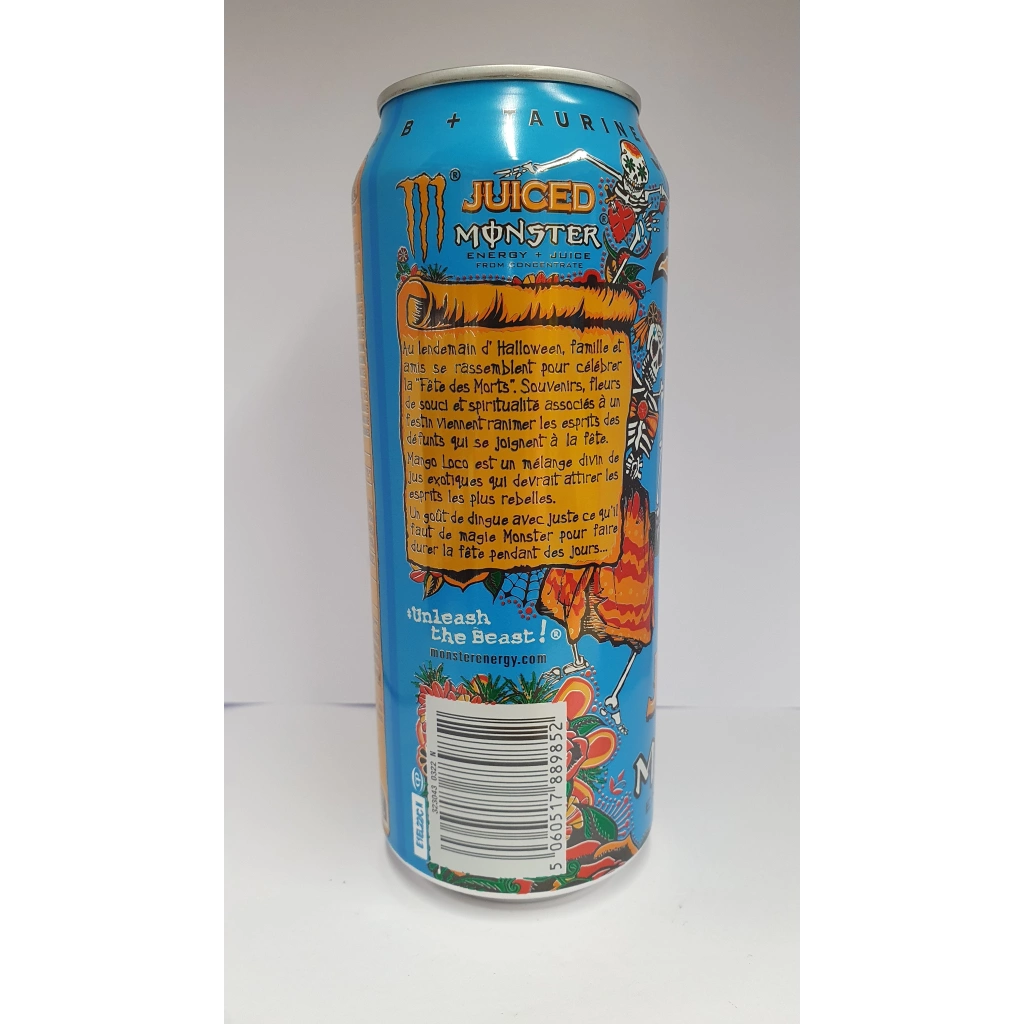 B + TAURINE
JUICED
MONSTER
ENERGY + JUICE
FROM CONCENTRATE
Au lendemain d' Halloween, famille et
amis se rassemblent pour célébrer
la "Fête des Morts". Souvenirs, fleurs
de souci et spiritualité associés à un
festin viennent ranimer les esprits des
défunts qui se joignent à la fête.
Mango Loco est un mélange divin de
jus exotiques qui devrait attirer les
esprits les plus rebelles.
Un goût de dingue avec juste ce qu'il
faut de magie Monster pour faire
durer la fête pendant des jours...
Unleash
the Beast!®
monsterenergy.com
323043 0322 N
5 060517 889852